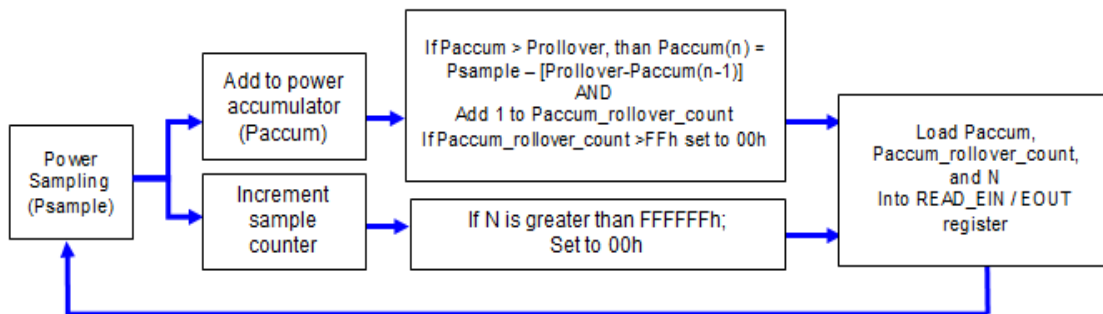 Power
Sampling
(Psample)
Add to power
accumulator
(Paccum)
Increment
sample
counter
If Paccum > Prollover, than Paccum(n) =
Psample – [Prollover-Paccum(n-1)]
AND
Add 1 to Paccum_rollover_count
If Paccum_rollover_count >FFh set to 00h
If N is greater than FFFFFFh;
Set to 00h
Load Paccum,
Paccum_rollover_count,
and N
Into READ_EIN / EOUT
register